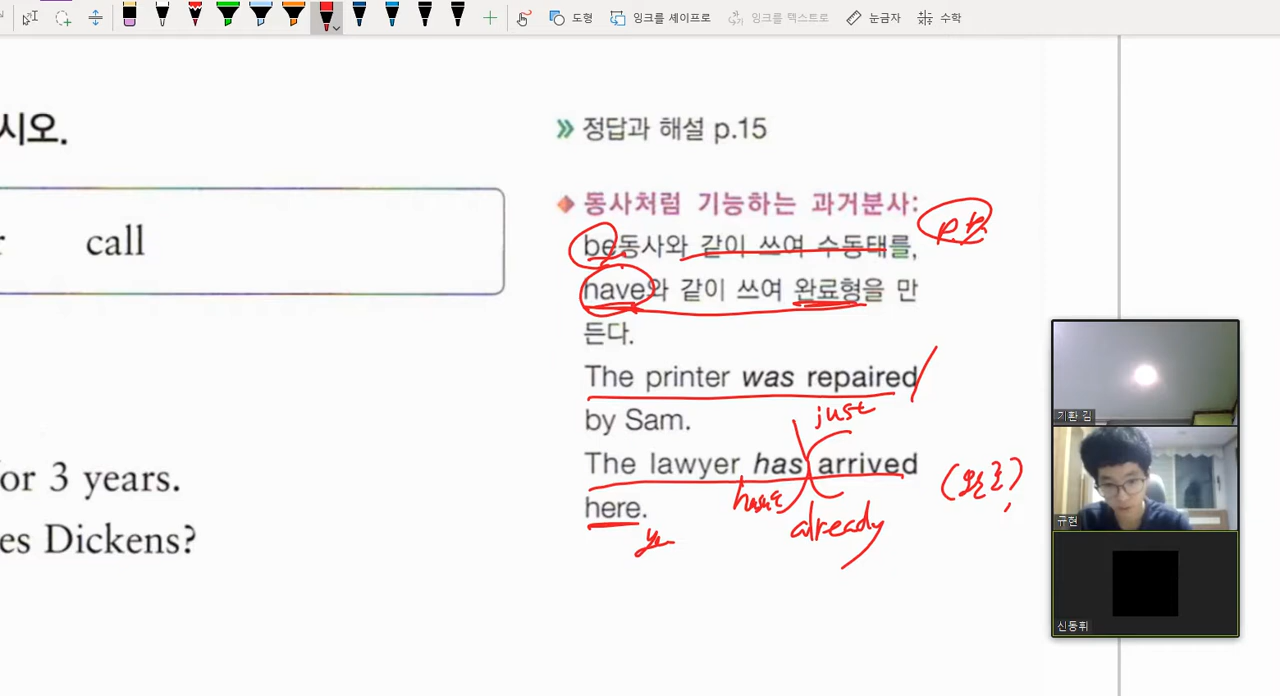 도형
잉크를 셰이프로
잉크를 텍스트로
눈금자
수학
시오.
정답과 해설 p.15
r call
동사처럼 기능하는 과거분사:
p.p.
be동사와 같이 쓰여 수동태를,
have와 같이 쓰여 완료형을 만
든다.
The printer was repaired
by Sam.
just
The lawyer has arrived
(완료)
have
here.
already
or 3 years.
es Dickens?
기환 김
규현
신동휘